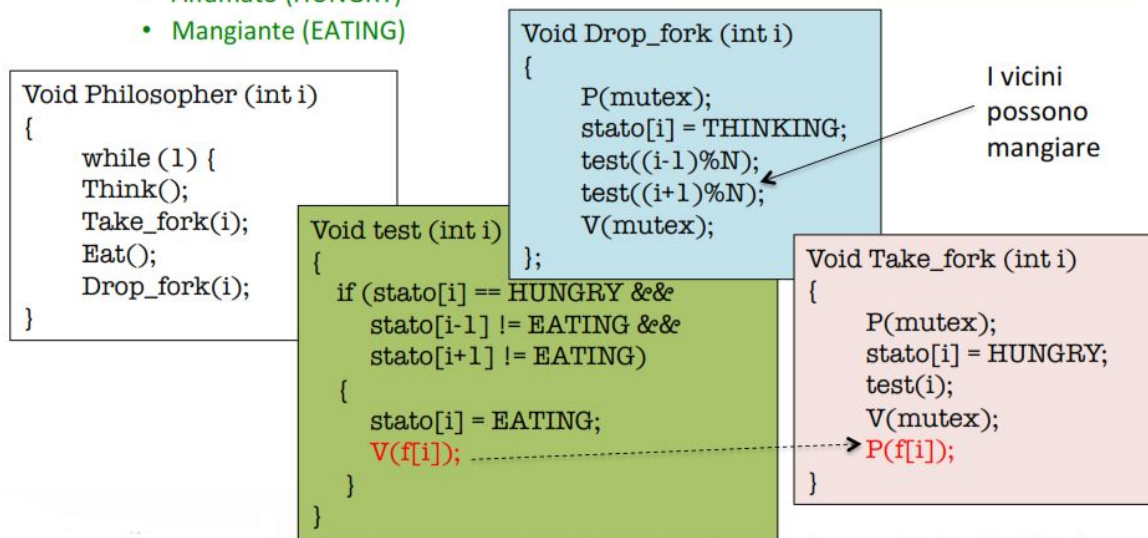 • Affamato (HUNGRY)
• Mangiante (EATING)
Void Philosopher (int i)
{
while (1) {
Think();
Take_fork(i);
Eat();
Drop_fork(i);
}
Void test (int i)
{
if (stato[i] == HUNGRY &&
stato[i-1] != EATING &&
stato[i+1] != EATING)
{
stato[i] = EATING;
V(f[i]);
}
}
Void Drop_fork (int i)
{
P(mutex);
stato[i] = THINKING;
test((i-1)%N);
test((i+1)%N);
V(mutex);
};
I vicini
possono
mangiare
Void Take_fork (int i)
{
P(mutex);
stato[i] = HUNGRY;
test(i);
V(mutex);
P(f[i]);
}